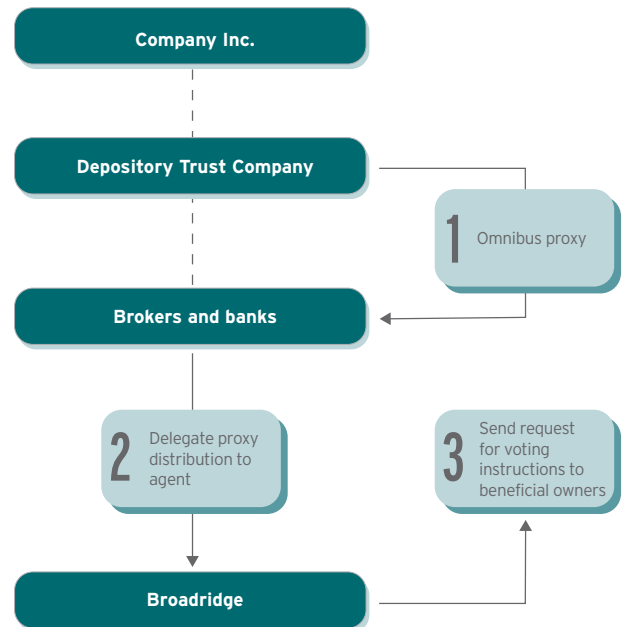 Company Inc.
Depository Trust Company
1
Omnibus proxy
Brokers and banks
2
Delegate proxy
distribution to
agent
3
Send request
for voting
instructions to
beneficial owners
Broadridge